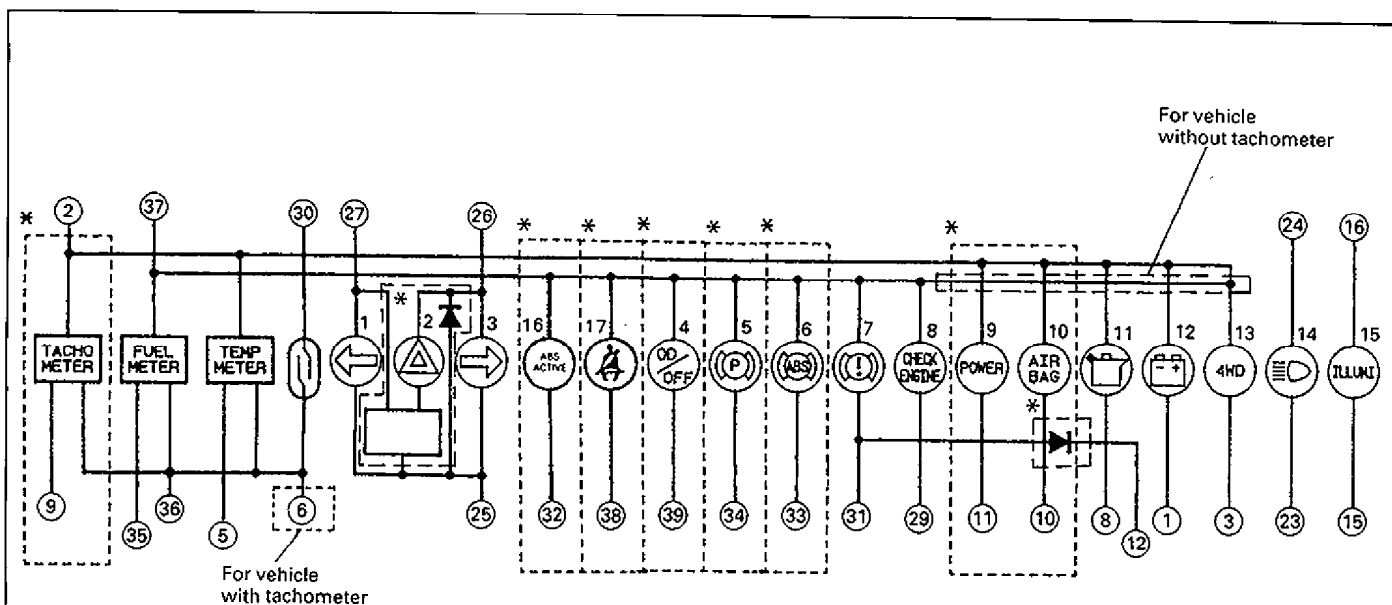 For vehicle
without tachometer
* 2 37 30 27 26 * * * * * * 24 16
* 1 2 3 16 17 4 5 6 7 8 9 10 11 12 13 14 15
TACHO
METER
FUEL
METER
TEMP
METER
ABS
ACTIVE
OD
OFF
P
ABS
!
CHECK
ENGINE
POWER
AIR
BAG
- +
4WD
ILLUMI
*
9 35 36 5 6 25 32 38 39 34 33 31 29 11 10 8 12 1 3 23 15
For vehicle
with tachometer